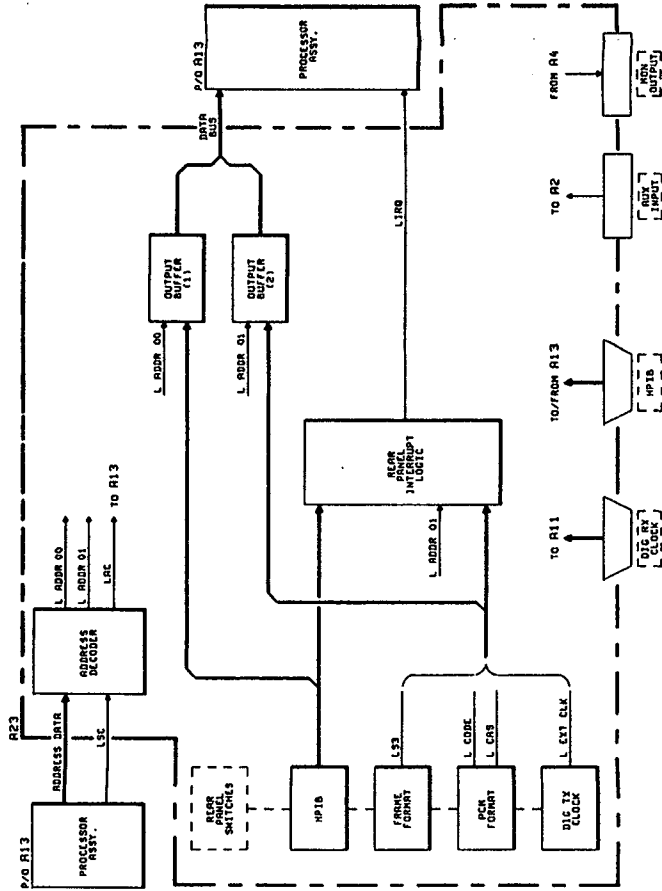 A23
P/O A13
PROCESSOR
ASSY.
ADDRESS DATA
LSC
ADDRESS
DECODER
L ADDR 00
L ADDR 01
LAC
TO A13
P/O A13
PROCESSOR
ASSY.
DATA
BUS
OUTPUT
BUFFER
(1)
L ADDR 00
OUTPUT
BUFFER
(2)
L ADDR 01
LIRQ
REAR
PANEL
INTERRUPT
LOGIC
L ADDR 01
REAR
PANEL
SWITCHES
HPIB
FRAME
FORMAT
LS3
PCM
FORMAT
L CODE
L CAS
DIG TX
CLOCK
L EXT CLK
TO A11
DIG RX
CLOCK
TO/FROM A13
HPIB
TO A2
AUX
INPUT
FROM A4
MON
OUTPUT